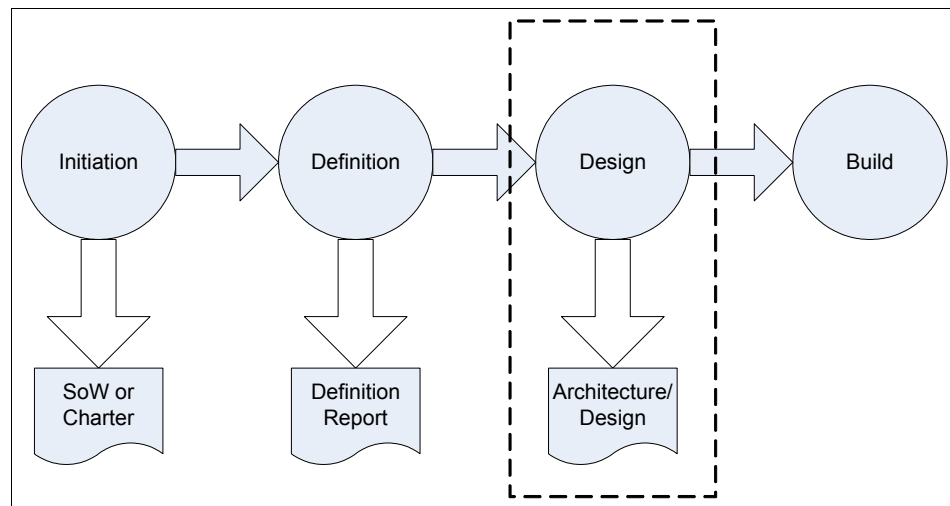 Initiation
Definition
Design
Build
SoW or
Charter
Definition
Report
Architecture/
Design